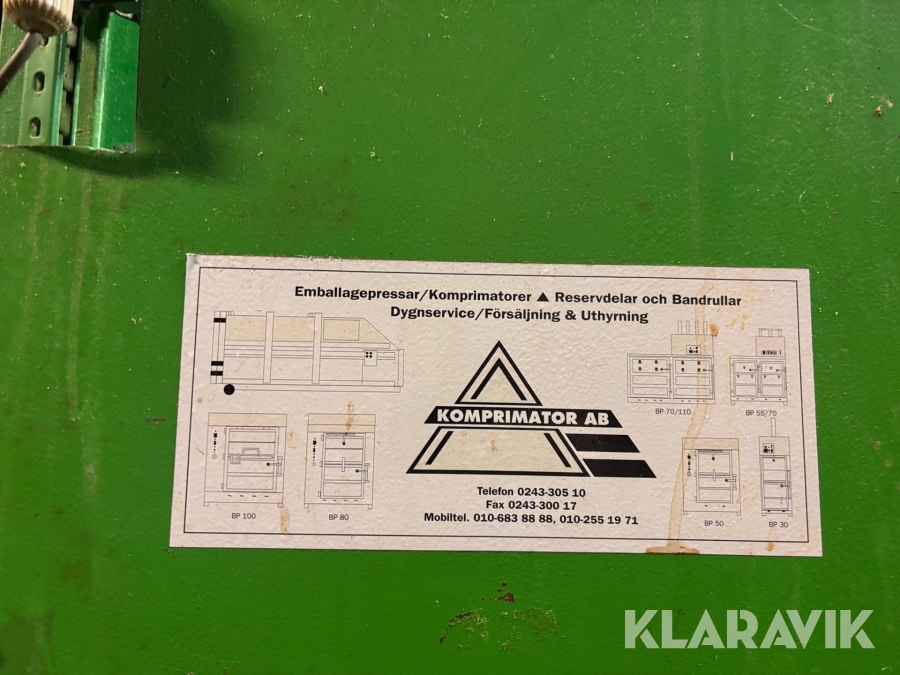 Emballagepressar/Komprimatorer ▲ Reservdelar och Bandrullar
Dygnservice/Försäljning & Uthyrning
BP 70/110
BP 55/70
KOMPRIMATOR AB
BP 100
BP 80
BP 50
BP 30
Telefon 0243-305 10
Fax 0243-300 17
Mobiltel. 010-683 88 88, 010-255 19 71
KLARAVIK